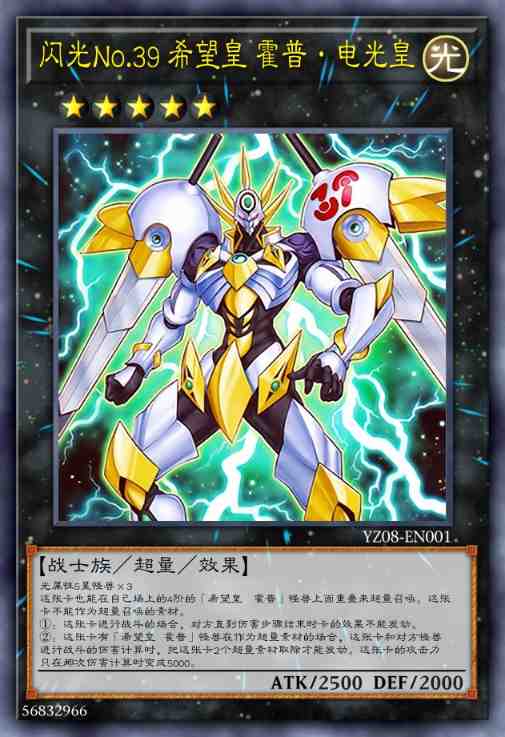 闪光No.39 希望皇 霍普·电光皇
光
39
YZ08-EN001
【战士族／超量／效果】
光属性5星怪兽×3
这张卡也能在自己场上的4阶的「希望皇 霍普」怪兽上面重叠来超量召唤。这张
卡不能作为超量召唤的素材。
①：这张卡进行战斗的场合，对方直到伤害步骤结束时卡的效果不能发动。
②：这张卡有「希望皇 霍普」怪兽在作为超量素材的场合，这张卡和对方怪兽
进行战斗的伤害计算时，把这张卡2个超量素材取除才能发动。这张卡的攻击力
只在那次伤害计算时变成5000。
ATK/2500 DEF/2000
56832966